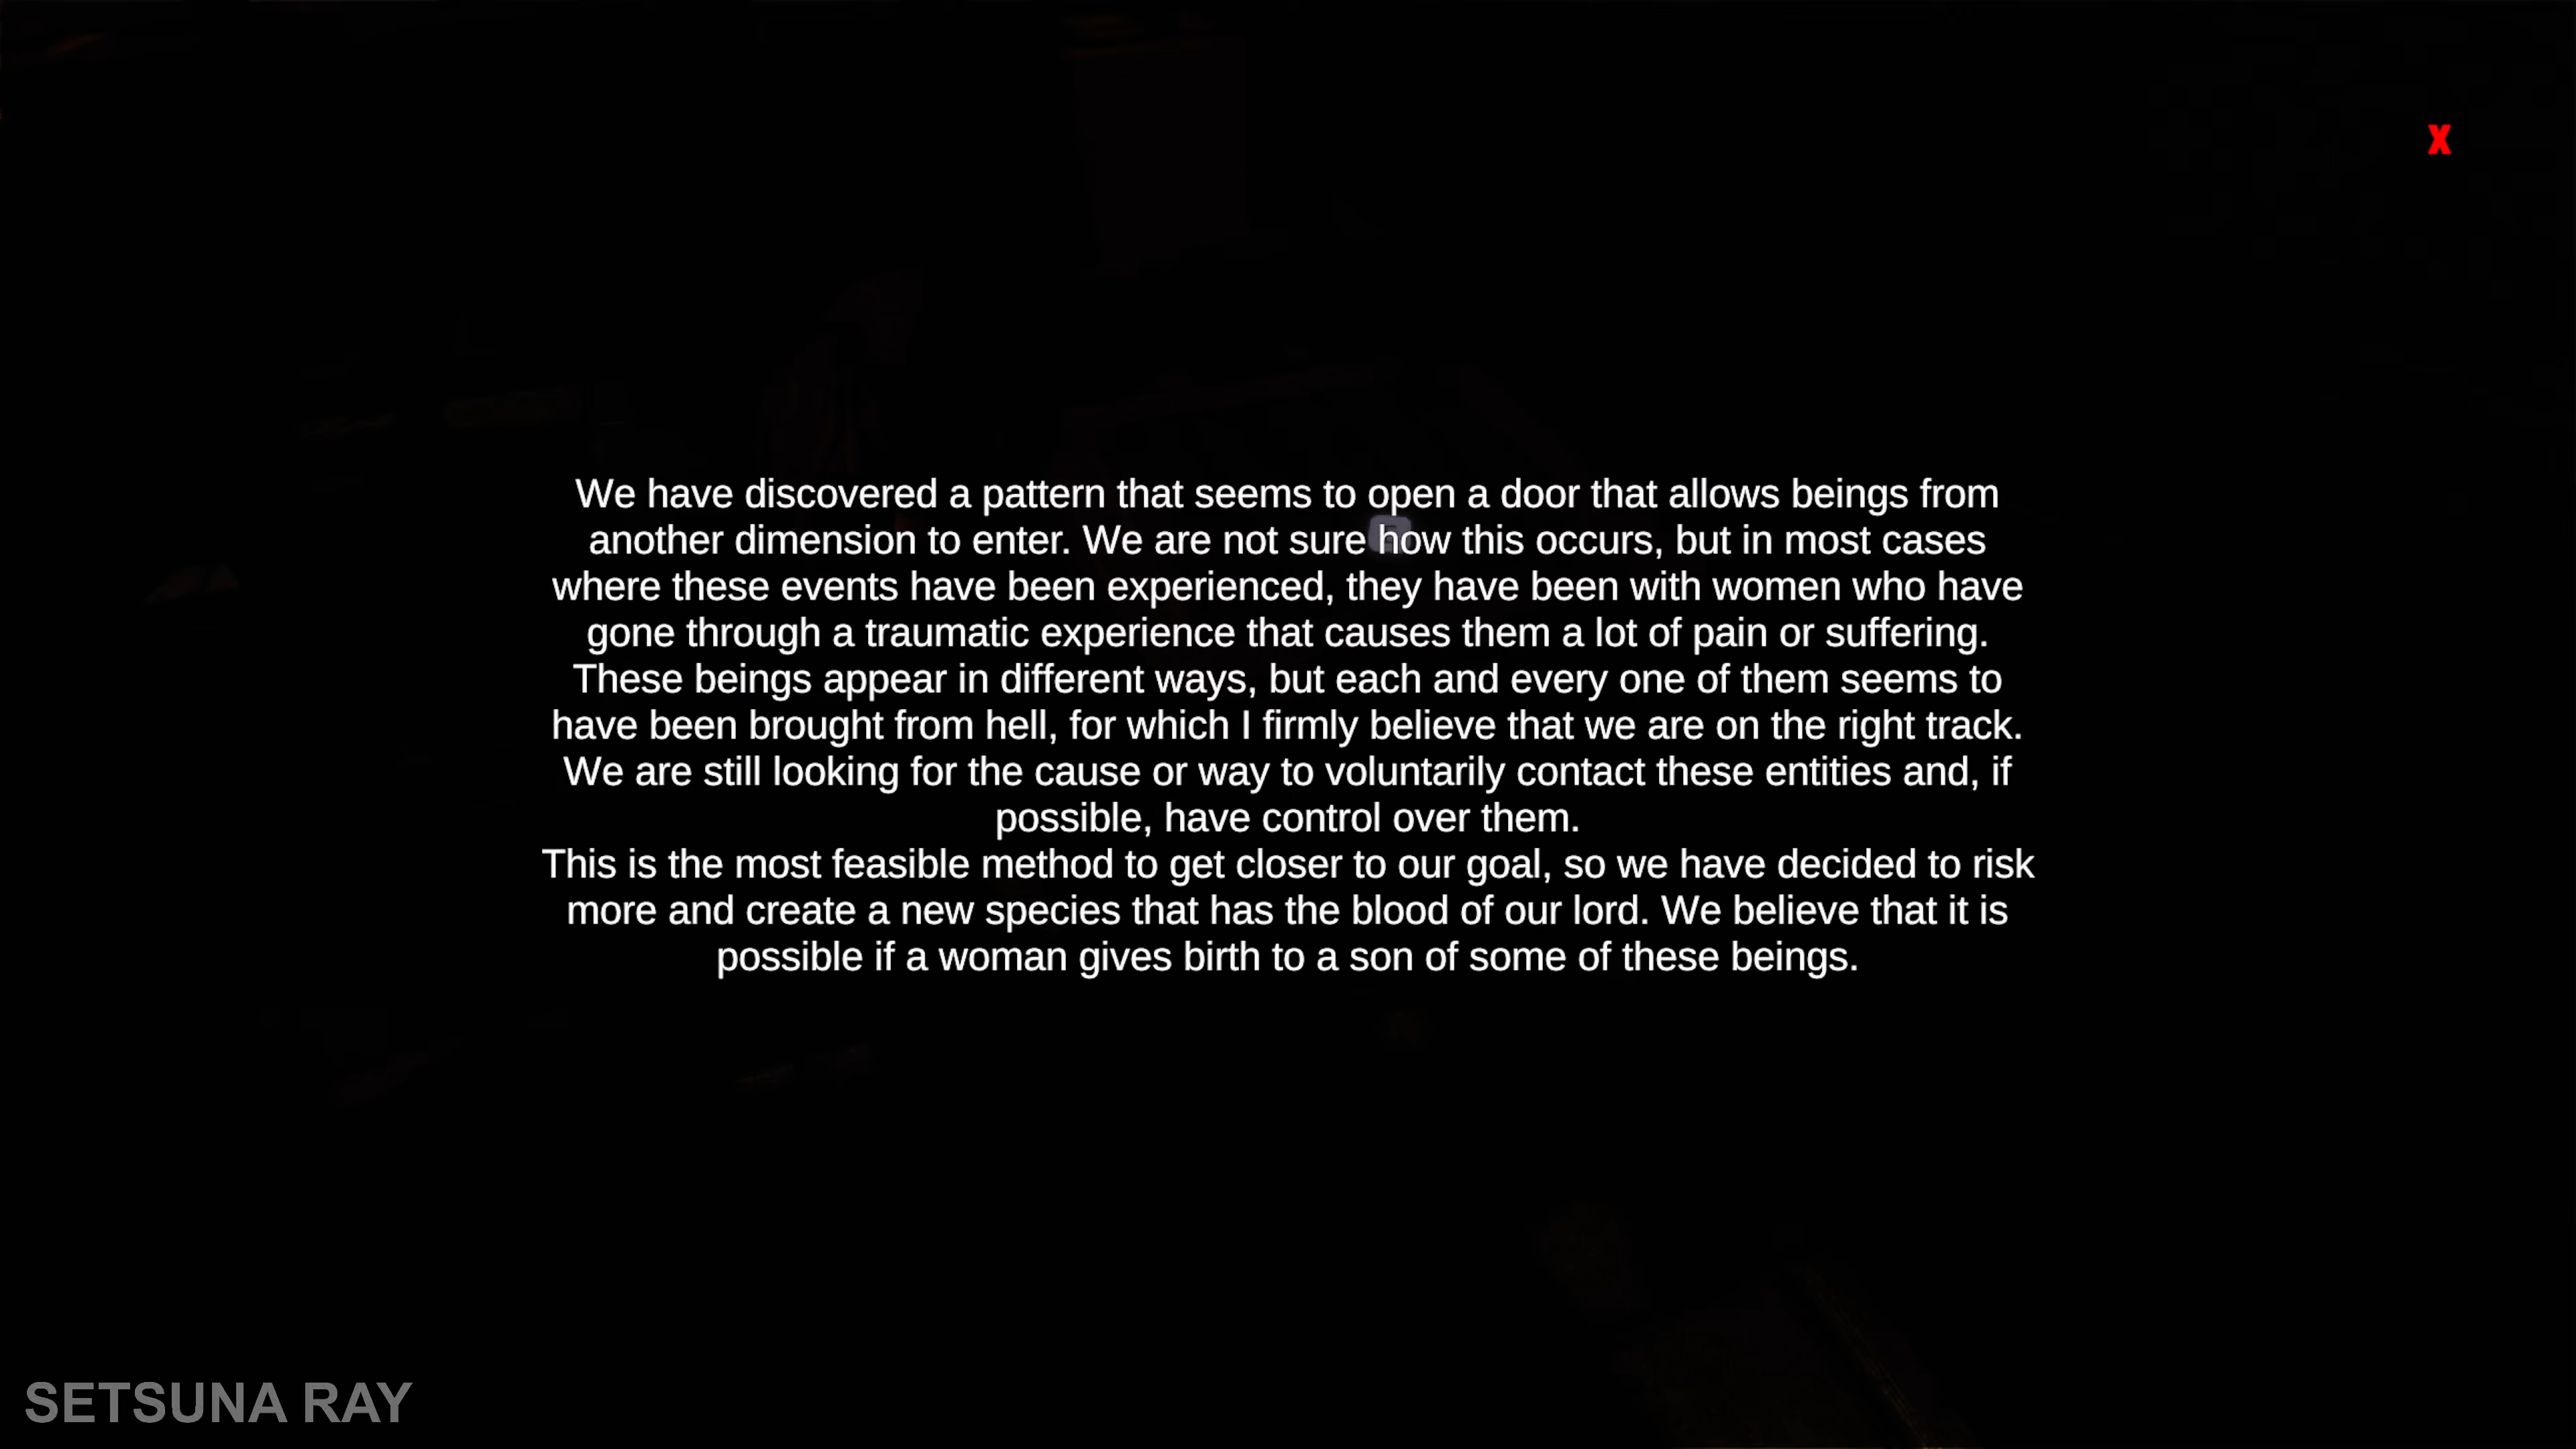 X
We have discovered a pattern that seems to open a door that allows beings from
another dimension to enter. We are not sure how this occurs, but in most cases
where these events have been experienced, they have been with women who have
gone through a traumatic experience that causes them a lot of pain or suffering.
These beings appear in different ways, but each and every one of them seems to
have been brought from hell, for which I firmly believe that we are on the right track.
We are still looking for the cause or way to voluntarily contact these entities and, if
possible, have control over them.
This is the most feasible method to get closer to our goal, so we have decided to risk
more and create a new species that has the blood of our lord. We believe that it is
possible if a woman gives birth to a son of some of these beings.
SETSUNA RAY